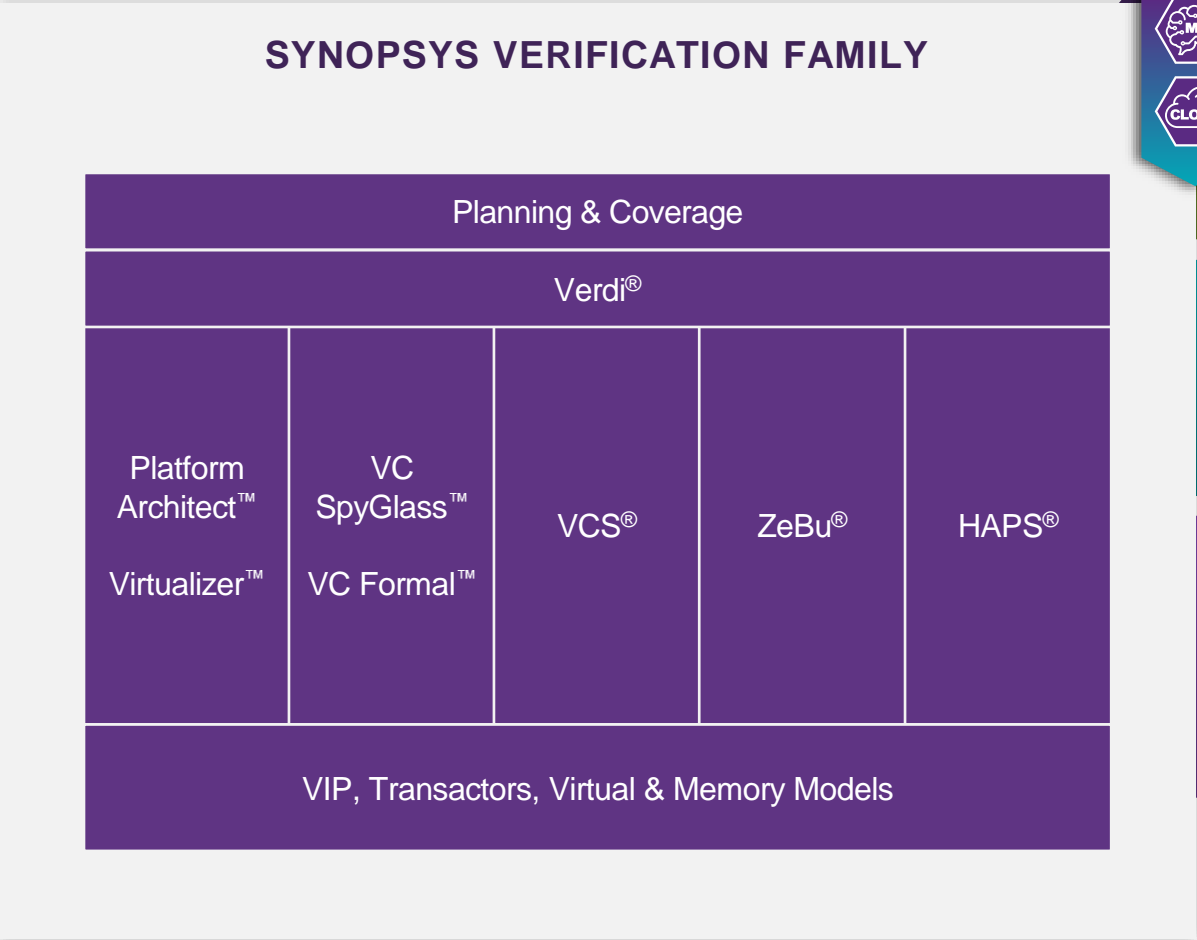 SYNOPSYS VERIFICATION FAMILY
Planning & Coverage
Verdi®
Platform
Architect™
Virtualizer™
VC
SpyGlass™
VC Formal™
VCS®
ZeBu®
HAPS®
VIP, Transactors, Virtual & Memory Models